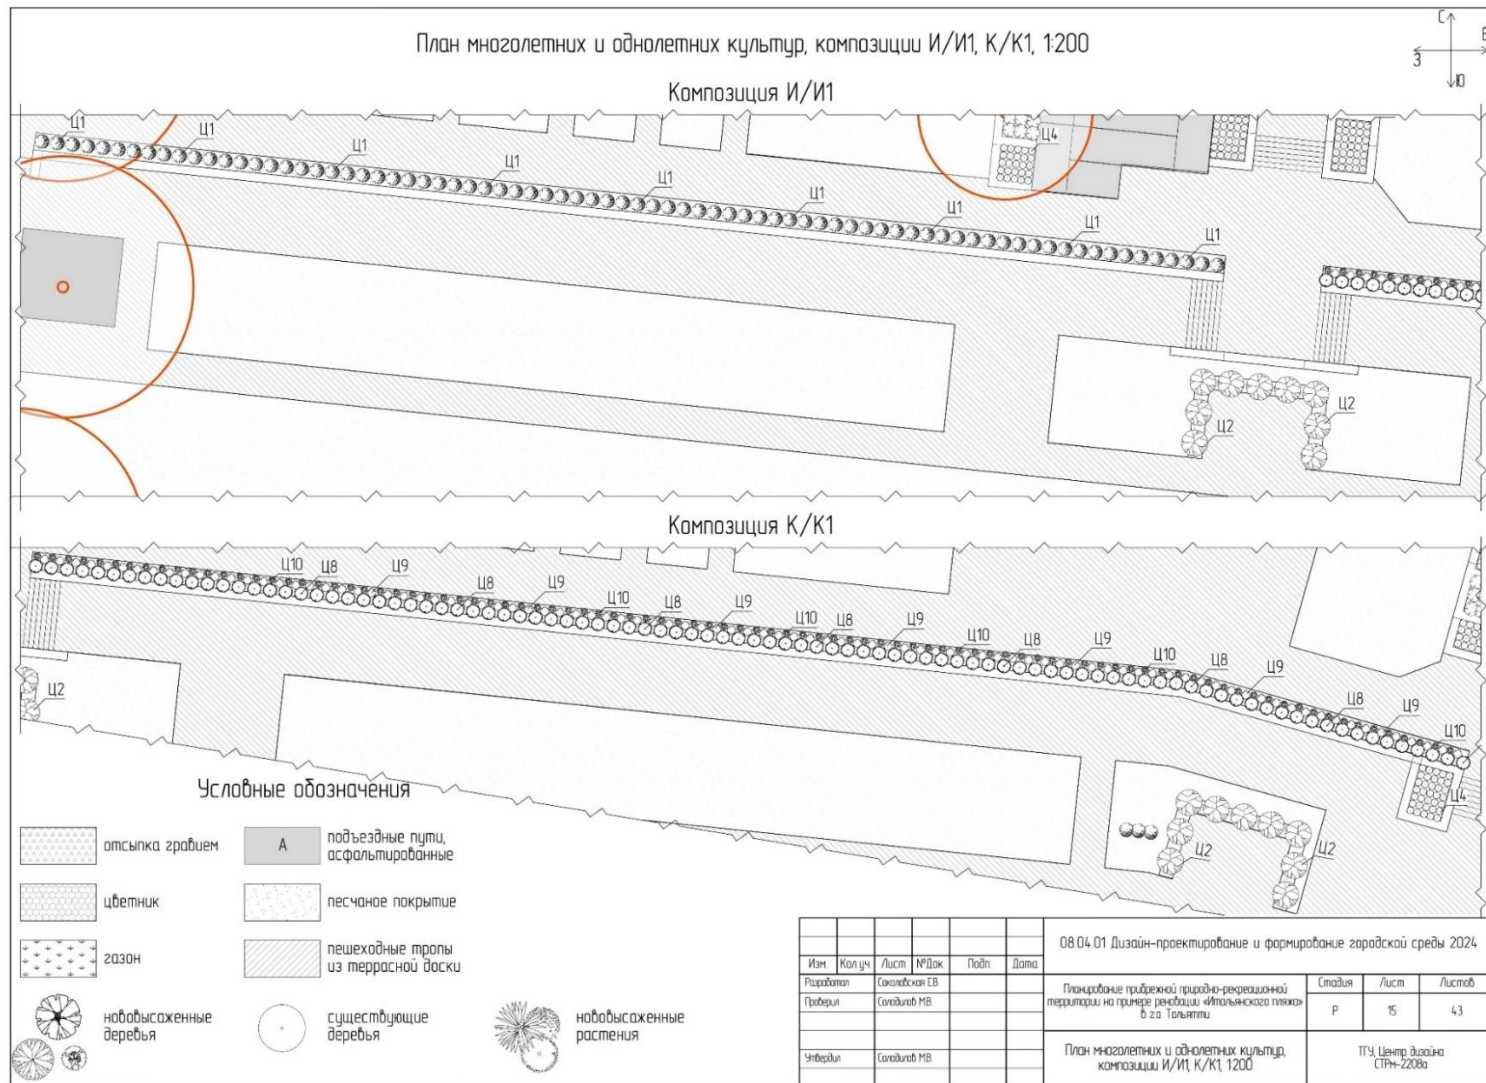 План многолетних и однолетних культур, композиции И/И1, К/К1, 1:200
С
В
З
Ю
Композиция И/И1
Ц1
Ц1
Ц1
Ц1
Ц1
Ц1
Ц1
Ц1
Ц1
Ц4
Ц2
Ц2
Композиция К/К1
Ц10
Ц8
Ц9
Ц8
Ц9
Ц10
Ц8
Ц9
Ц10
Ц8
Ц9
Ц10
Ц8
Ц9
Ц10
Ц8
Ц9
Ц8
Ц9
Ц10
Ц4
Ц2
Ц2
Ц2
Условные обозначения
отсыпка гравием
А
подъездные пути,
асфальтированные
цветник
песчаное покрытие
газон
пешеходные тропы
из террасной доски
нововысаженные
деревья
существующие
деревья
нововысаженные
растения
08.04.01 Дизайн-проектирование и формирование городской среды 2024
Изм. Кол.уч. Лист №Док. Подп. Дата
Разработал Соколовская Е.В.
Проверил Солодилов М.В.
Утвердил Солодилов М.В.
Планирование прибрежной природно-рекреационной
территории на примере реновации «Итальянского пляжа»
в г.о. Тольятти
Стадия Лист Листов
Р 15 43
План многолетних и однолетних культур,
композиции И/И1, К/К1, 1:200
ТГУ, Центр дизайна
СТРм-2208а